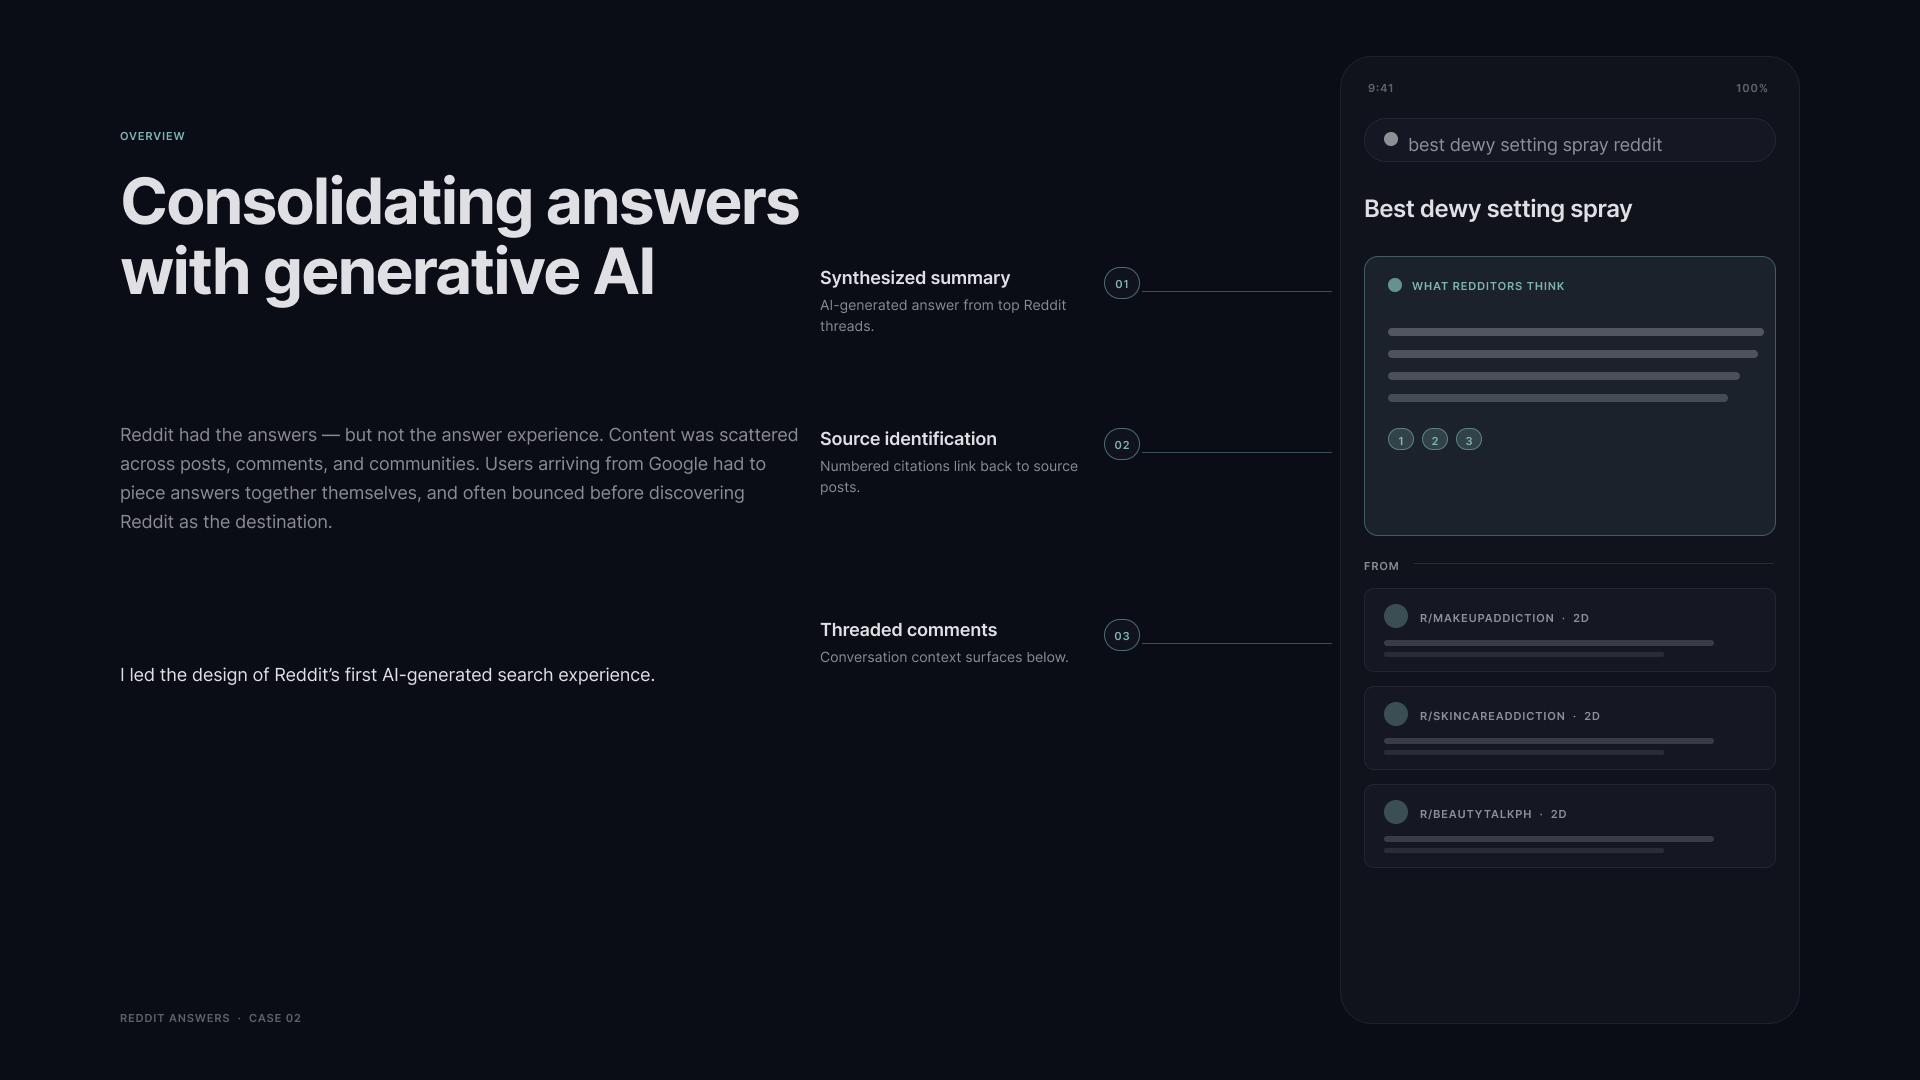 OVERVIEW
Consolidating answers
with generative AI
Reddit had the answers — but not the answer experience. Content was scattered
across posts, comments, and communities. Users arriving from Google had to
piece answers together themselves, and often bounced before discovering
Reddit as the destination.
I led the design of Reddit’s first AI-generated search experience.
REDDIT ANSWERS · CASE 02
Synthesized summary
AI-generated answer from top Reddit
threads.
01
Source identification
Numbered citations link back to source
posts.
02
Threaded comments
Conversation context surfaces below.
03
9:41 100%
best dewy setting spray reddit
Best dewy setting spray
WHAT REDDITORS THINK
1 2 3
FROM
R/MAKEUPADDICTION · 2D
R/SKINCAREADDICTION · 2D
R/BEAUTYTALKPH · 2D